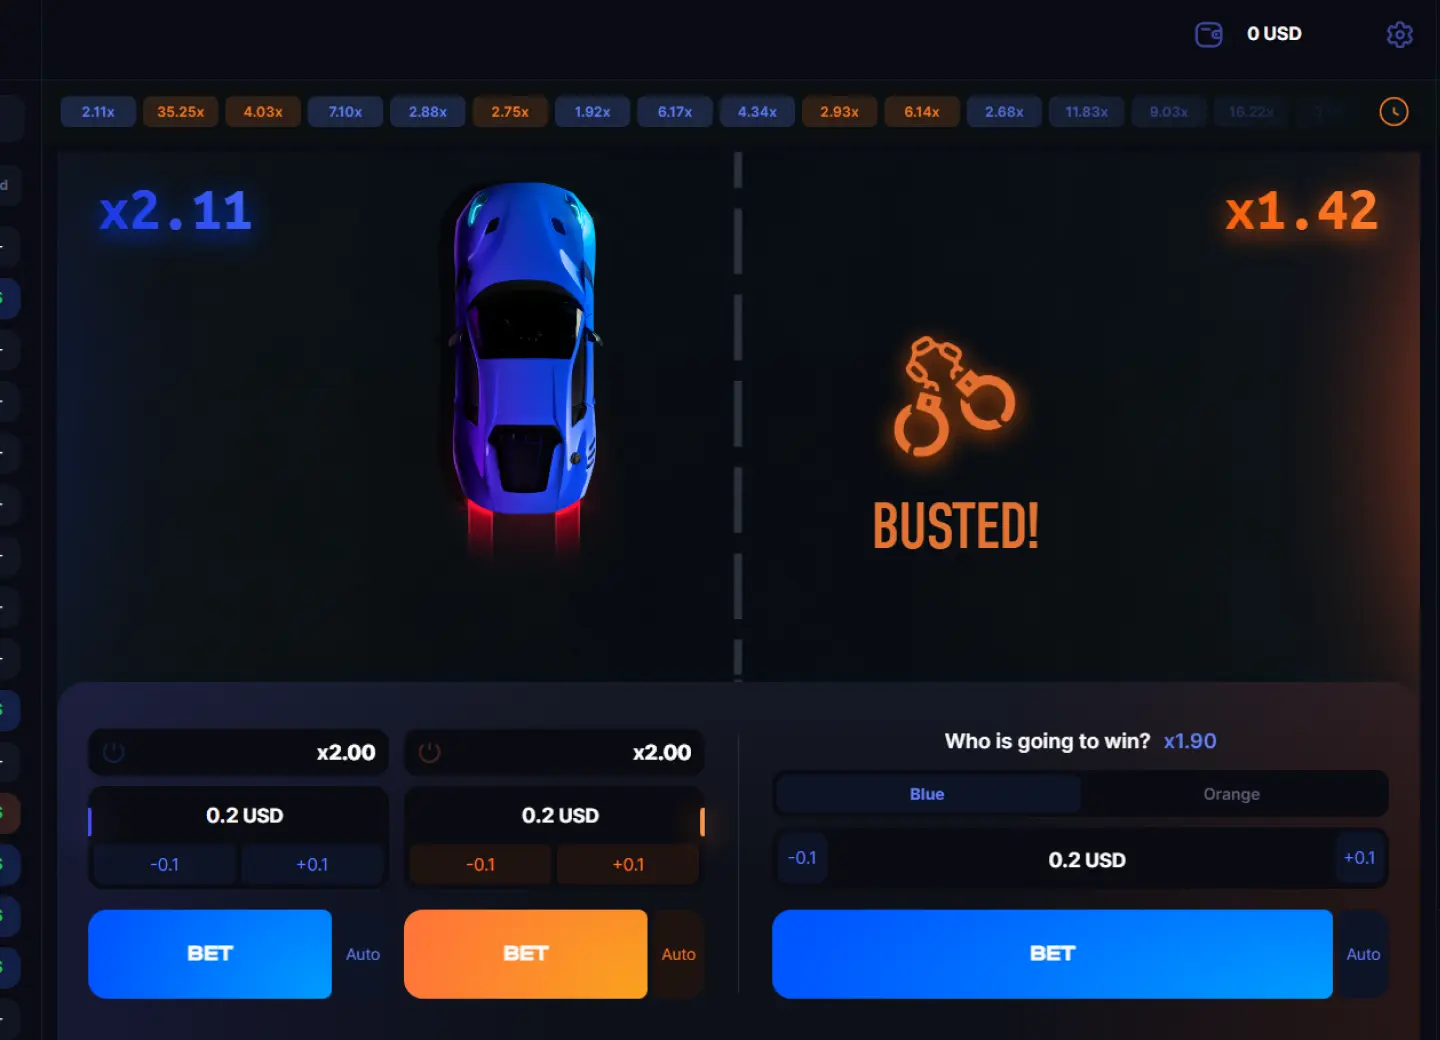 0 USD
2.11x 35.25x 4.03x 7.10x 2.88x 2.75x 1.92x 6.17x 4.34x 2.93x 6.14x 2.68x 11.83x 9.03x 16.22x
d
x2.11
x1.42
BUSTED!
x2.00
x2.00
0.2 USD
-0.1 +0.1
0.2 USD
-0.1 +0.1
BET Auto
BET Auto
Who is going to win? x1.90
Blue Orange
-0.1 0.2 USD +0.1
BET Auto